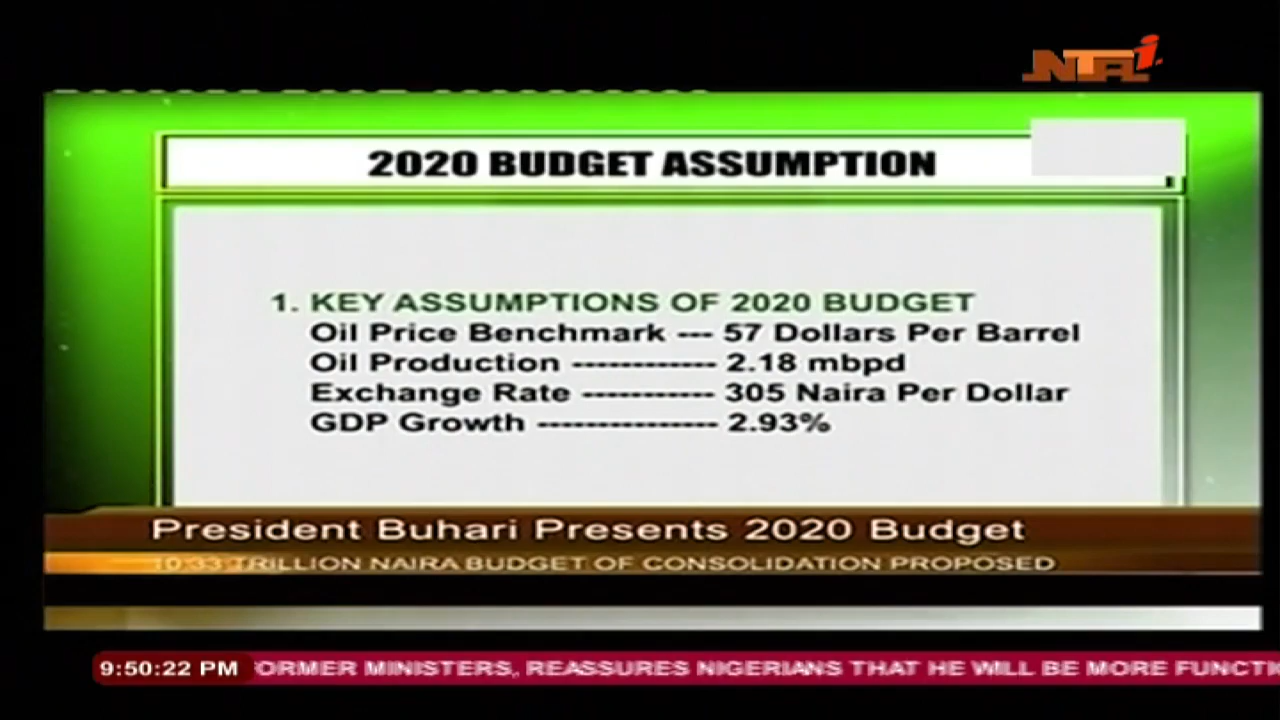 NTAi
2020 BUDGET ASSUMPTION
1. KEY ASSUMPTIONS OF 2020 BUDGET
Oil Price Benchmark --- 57 Dollars Per Barrel
Oil Production ------------ 2.18 mbpd
Exchange Rate ----------- 305 Naira Per Dollar
GDP Growth --------------- 2.93%
President Buhari Presents 2020 Budget
10.33 TRILLION NAIRA BUDGET OF CONSOLIDATION PROPOSED
9:50:22 PM ORMER MINISTERS, REASSURES NIGERIANS THAT HE WILL BE MORE FUNCTI